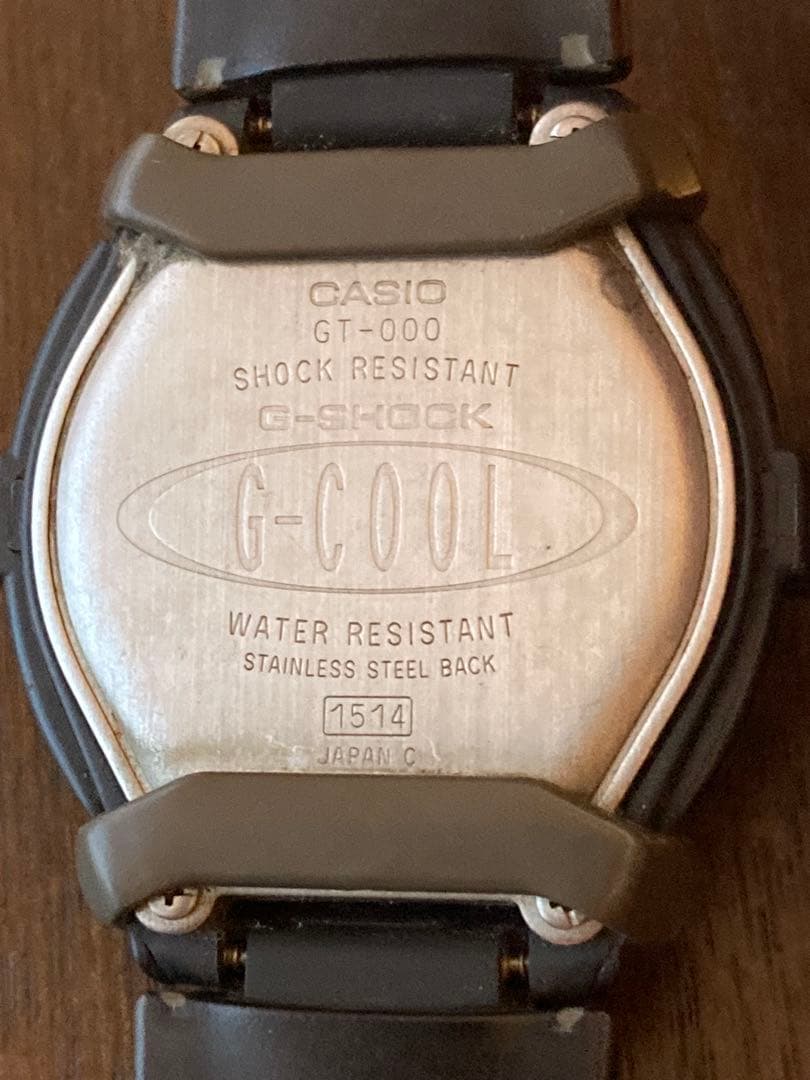 CASIO
GT-000
SHOCK RESISTANT
G-SHOCK
G-COOL
WATER RESISTANT
STAINLESS STEEL BACK
1514
JAPAN C